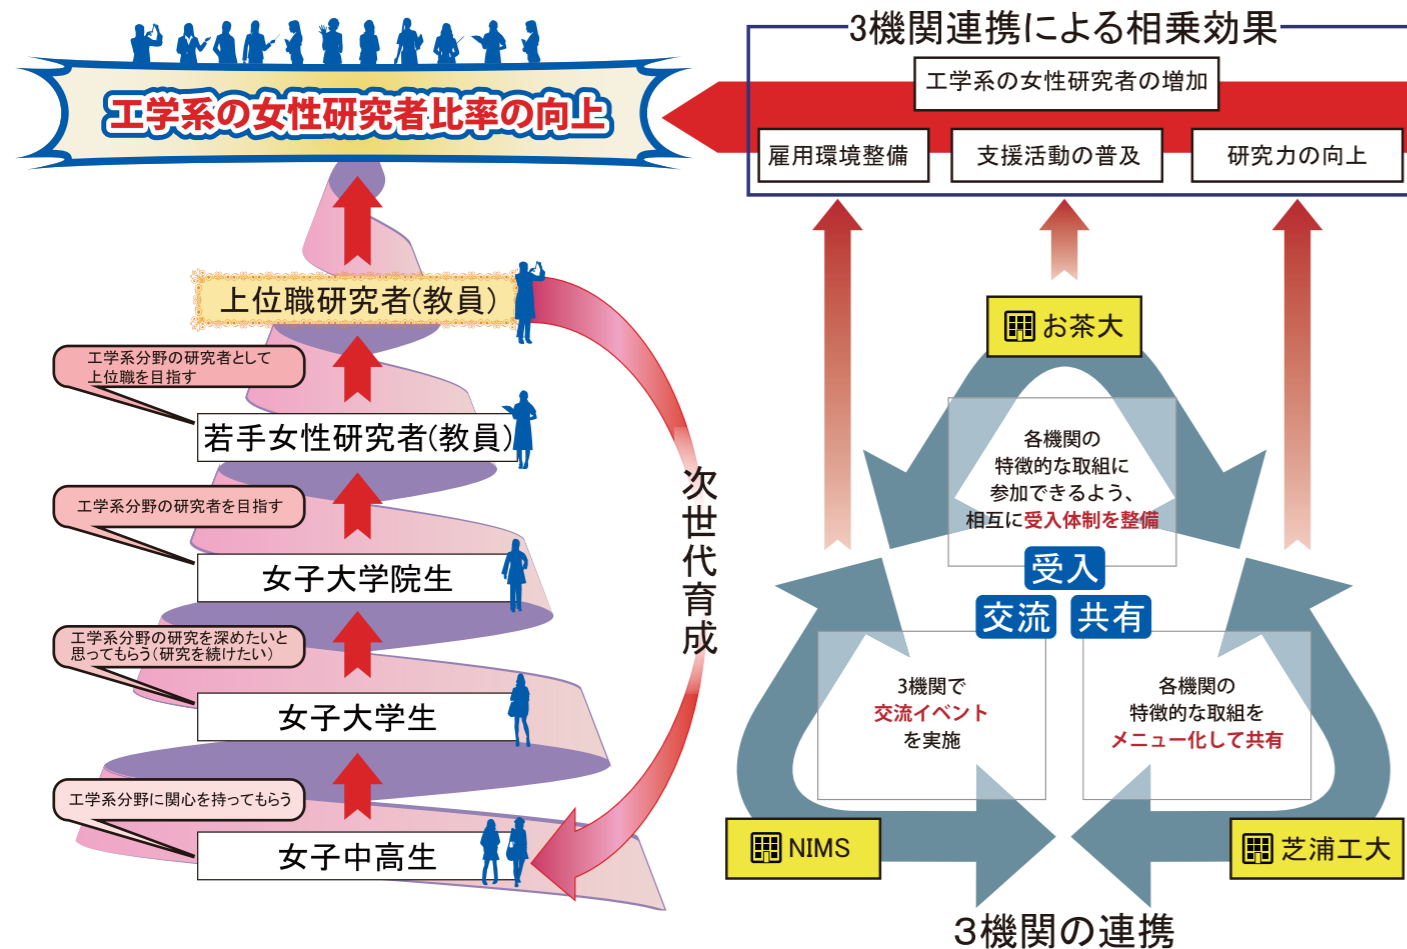 工学系の女性研究者比率の向上
上位職研究者(教員)
工学系分野の研究者として
上位職を目指す
若手女性研究者(教員)
工学系分野の研究者を目指す
女子大学院生
工学系分野の研究を深めたいと
思ってもらう(研究を続けたい)
女子大学生
工学系分野に関心を持ってもらう
女子中高生
次世代育成
3機関連携による相乗効果
工学系の女性研究者の増加
雇用環境整備
支援活動の普及
研究力の向上
お茶大
各機関の
特徴的な取組に
参加できるよう、
相互に受入体制を整備
受入
交流
共有
3機関で
交流イベント
を実施
各機関の
特徴的な取組を
メニュー化して共有
NIMS
芝浦工大
3機関の連携